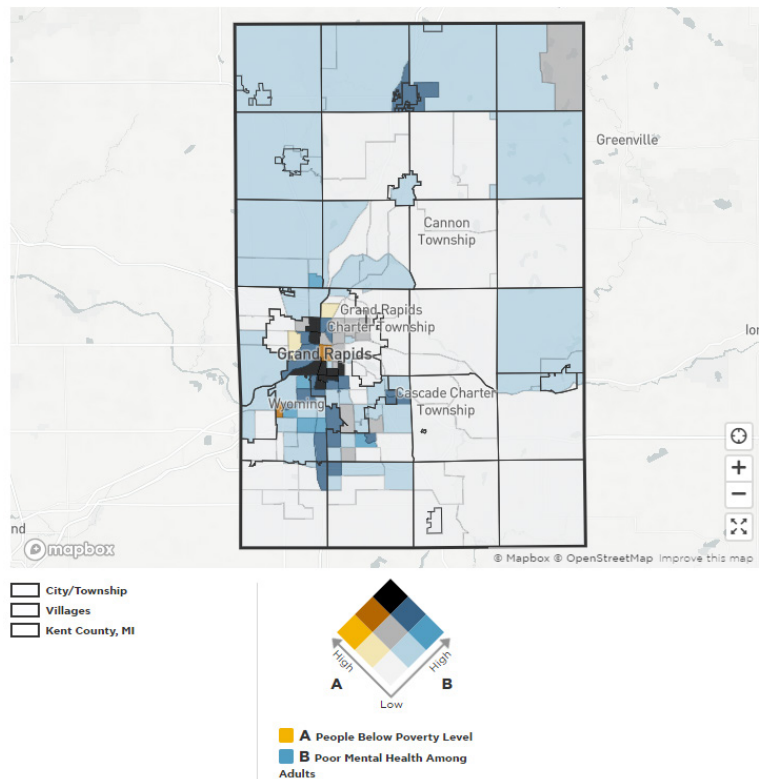 Greenville
Cannon
Township
Grand Rapids
Charter Township
Grand Rapids
Wyoming
Cascade Charter
Township
Ion
nd
mapbox
© Mapbox © OpenStreetMap Improve this map
City/Township
Villages
Kent County, MI
High
High
A
B
Low
A People Below Poverty Level
B Poor Mental Health Among
Adults